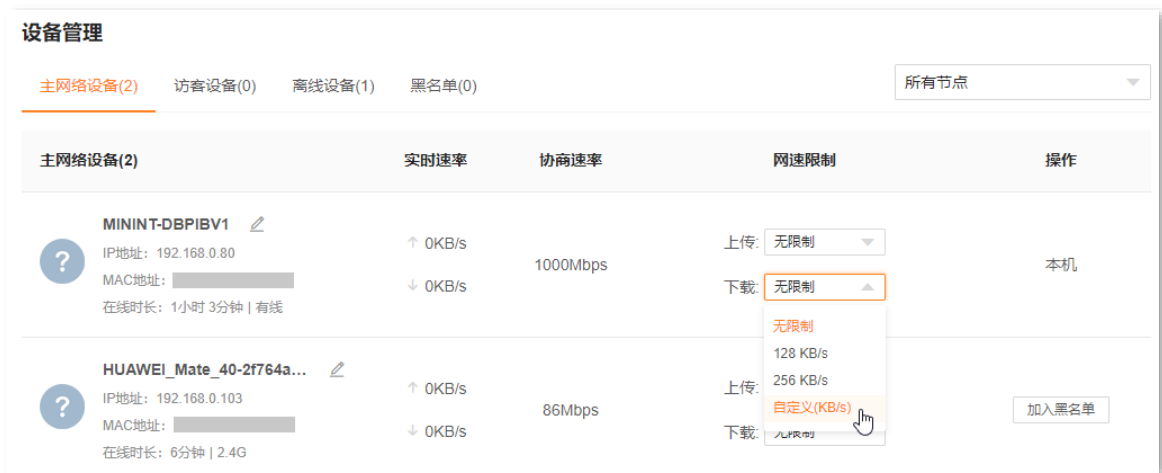 设备管理
主网络设备(2) 访客设备(0) 离线设备(1) 黑名单(0) 所有节点
主网络设备(2) 实时速率 协商速率 网速限制 操作
MININT-DBPIBV1
IP地址：192.168.0.80
MAC地址：
在线时长：1小时 3分钟 | 有线
↑ 0KB/s
↓ 0KB/s
1000Mbps
上传: 无限制
下载: 无限制
本机
无限制
128 KB/s
256 KB/s
自定义(KB/s)
HUAWEI_Mate_40-2f764a...
IP地址：192.168.0.103
MAC地址：
在线时长：6分钟 | 2.4G
↑ 0KB/s
↓ 0KB/s
86Mbps
上传:
下载: 无限制
加入黑名单